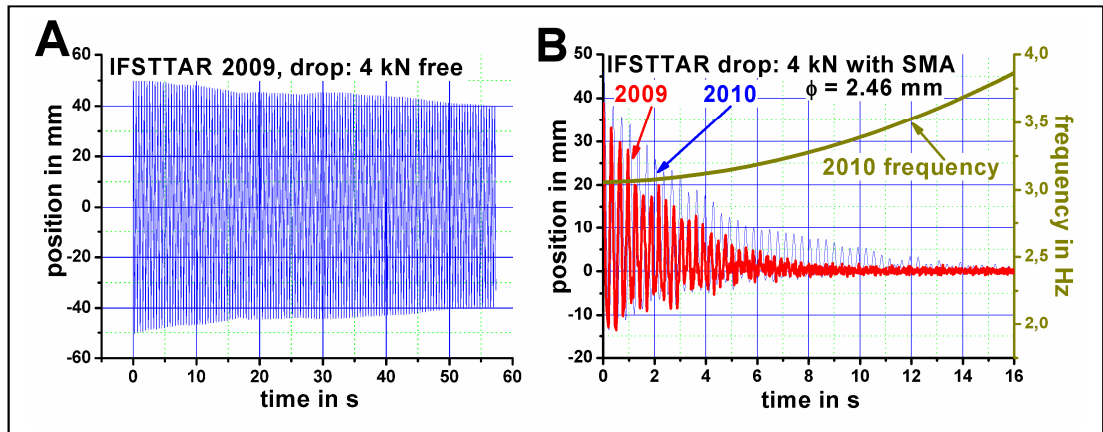 A
IFSTTAR 2009, drop: 4 kN free
60
40
20
0
-20
-40
-60
position in mm
0 10 20 30 40 50 60
time in s
B
IFSTTAR drop: 4 kN with SMA
ϕ = 2.46 mm
2009 2010
2010 frequency
50
40
30
20
10
0
-10
-20
position in mm
0 2 4 6 8 10 12 14 16
time in s
4,0
3,5
3,0
2,5
2,0
frequency in Hz